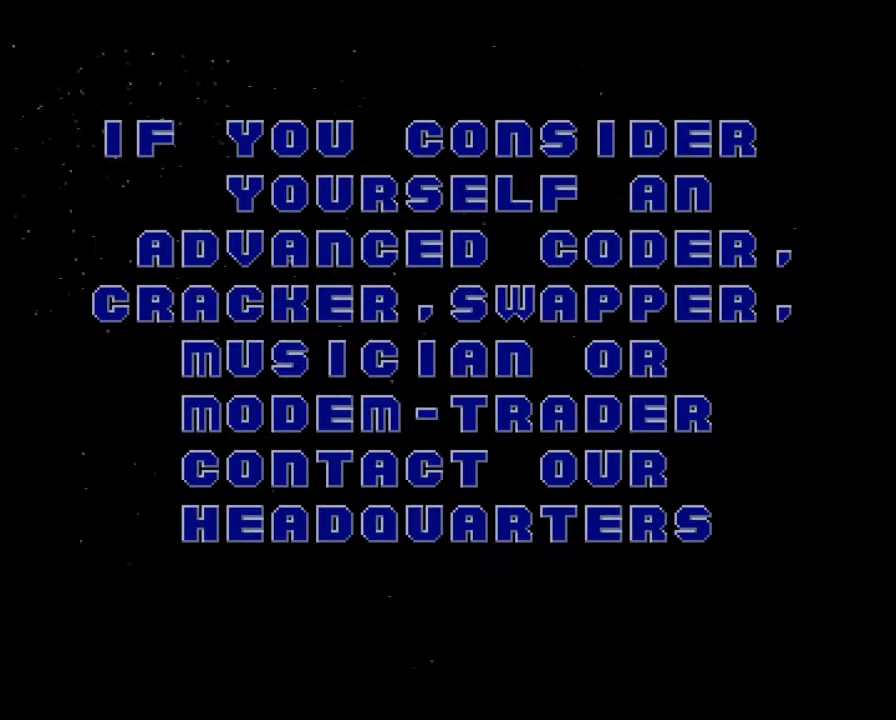 IF YOU CONSIDER
YOURSELF AN
ADVANCED CODER,
CRACKER,SWAPPER,
MUSICIAN OR
MODEM-TRADER
CONTACT OUR
HEADQUARTERS